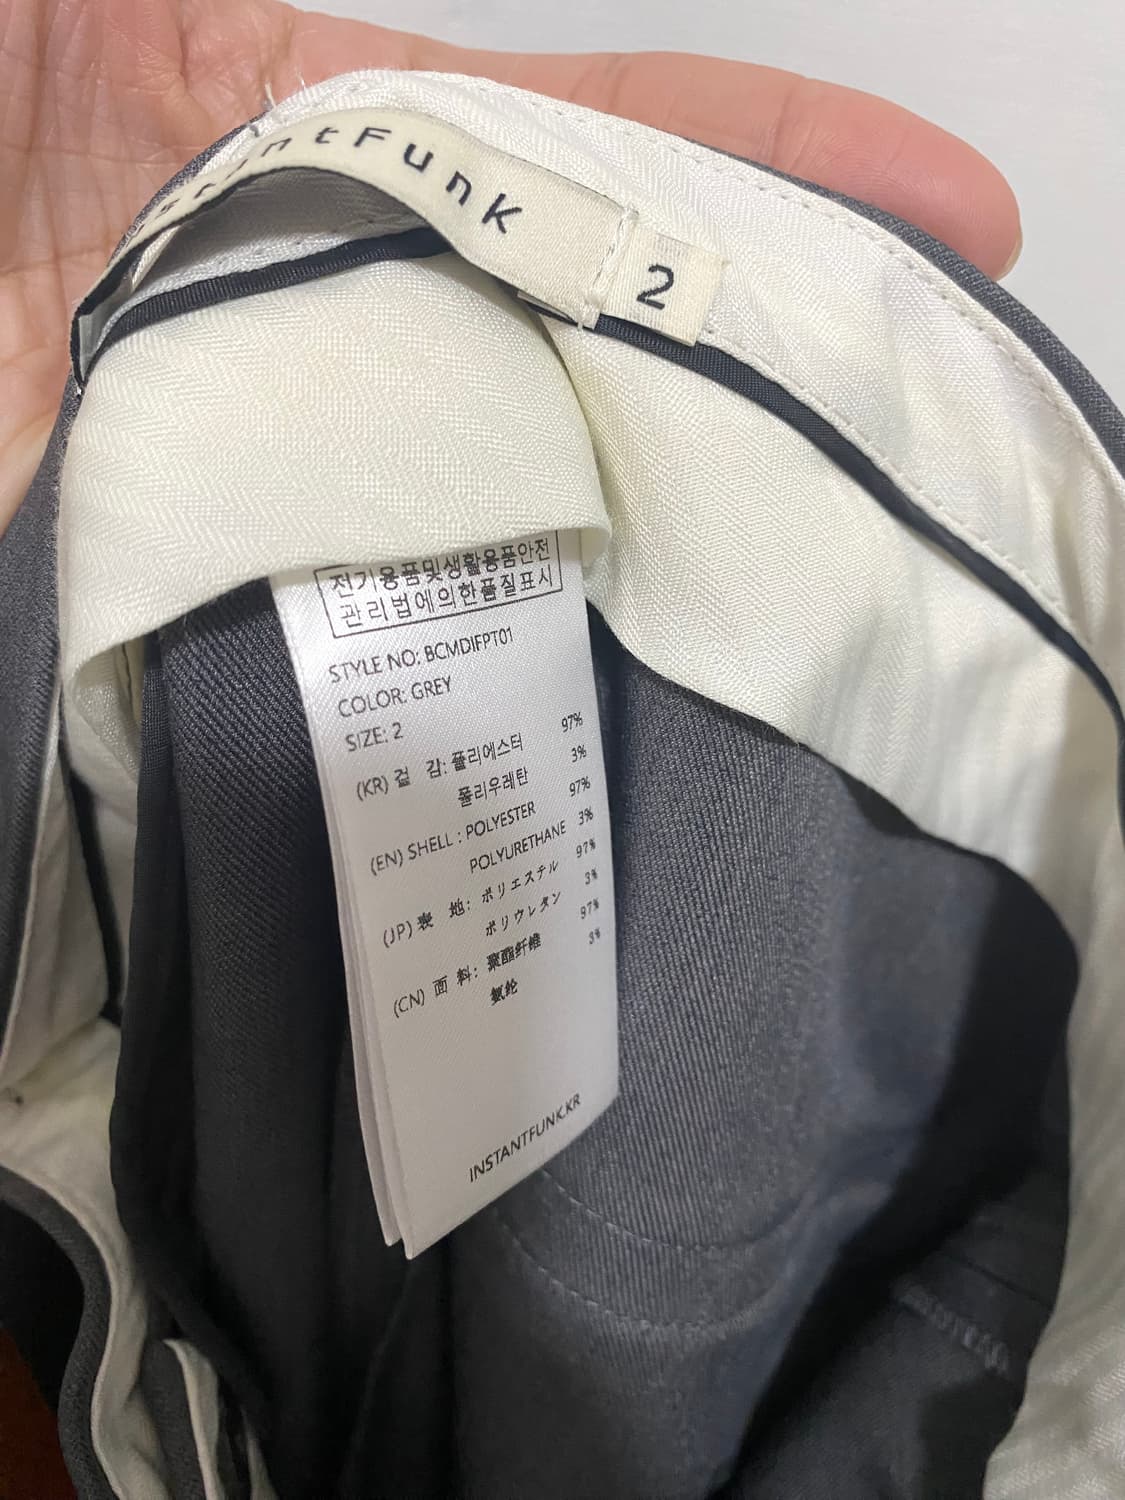 instantFunk
2
전기용품및생활용품안전
관리법에의한품질표시
STYLE NO: BCMDIFPT01
COLOR: GREY
SIZE: 2
(KR) 겉 감: 폴리에스터 97%
폴리우레탄 3%
(EN) SHELL : POLYESTER 97%
POLYURETHANE 3%
(JP) 表 地: ポリエステル 97%
ポリウレタン 3%
(CN) 面 料: 聚酯纤维 97%
氨纶 3%
INSTANTFUNK.KR